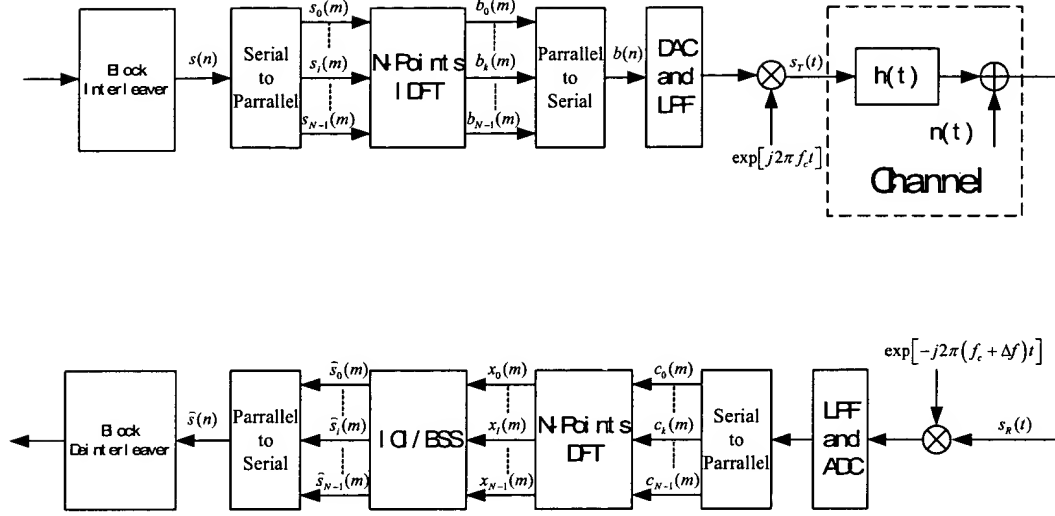 Block
Interleaver
s(n)
Serial
to
Parrallel
s_0(m)
s_i(m)
s_{N-1}(m)
N-Points
IDFT
b_0(m)
b_k(m)
b_{N-1}(m)
Parrallel
to
Serial
b(n)
DAC
and
LPF
exp[j2πf_c t]
s_T(t)
h(t)
n(t)
Channel
exp[-j2π(f_c + Δf)t]
s_R(t)
LPF
and
ADC
Serial
to
Parrallel
c_0(m)
c_k(m)
c_{N-1}(m)
N-Points
DFT
x_0(m)
x_i(m)
x_{N-1}(m)
ICI/BSS
ŝ_0(m)
ŝ_i(m)
ŝ_{N-1}(m)
Parrallel
to
Serial
ŝ(n)
Block
Deinterleaver